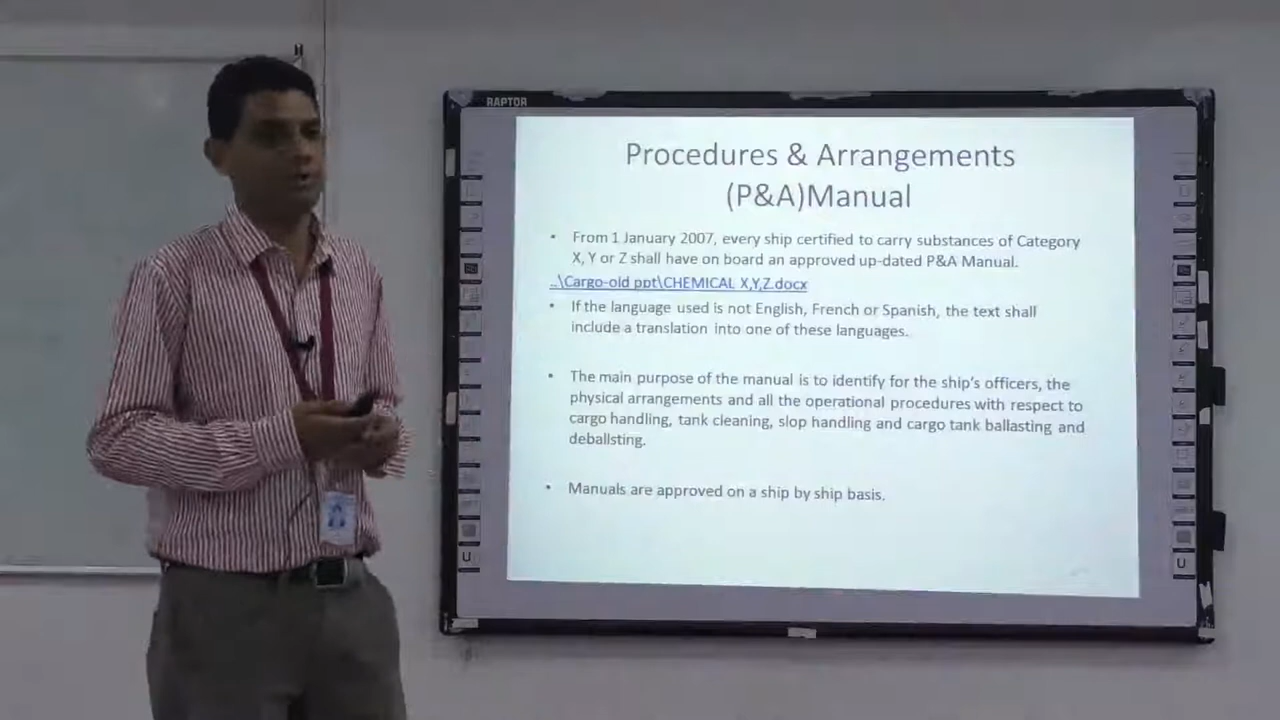 RAPTOR
Procedures & Arrangements
(P&A)Manual
• From 1 January 2007, every ship certified to carry substances of Category
X, Y or Z shall have on board an approved up-dated P&A Manual.
..\Cargo-old ppt\CHEMICAL X,Y,Z.docx
• If the language used is not English, French or Spanish, the text shall
include a translation into one of these languages.
• The main purpose of the manual is to identify for the ship's officers, the
physical arrangements and all the operational procedures with respect to
cargo handling, tank cleaning, slop handling and cargo tank ballasting and
deballsting.
• Manuals are approved on a ship by ship basis.
U
U